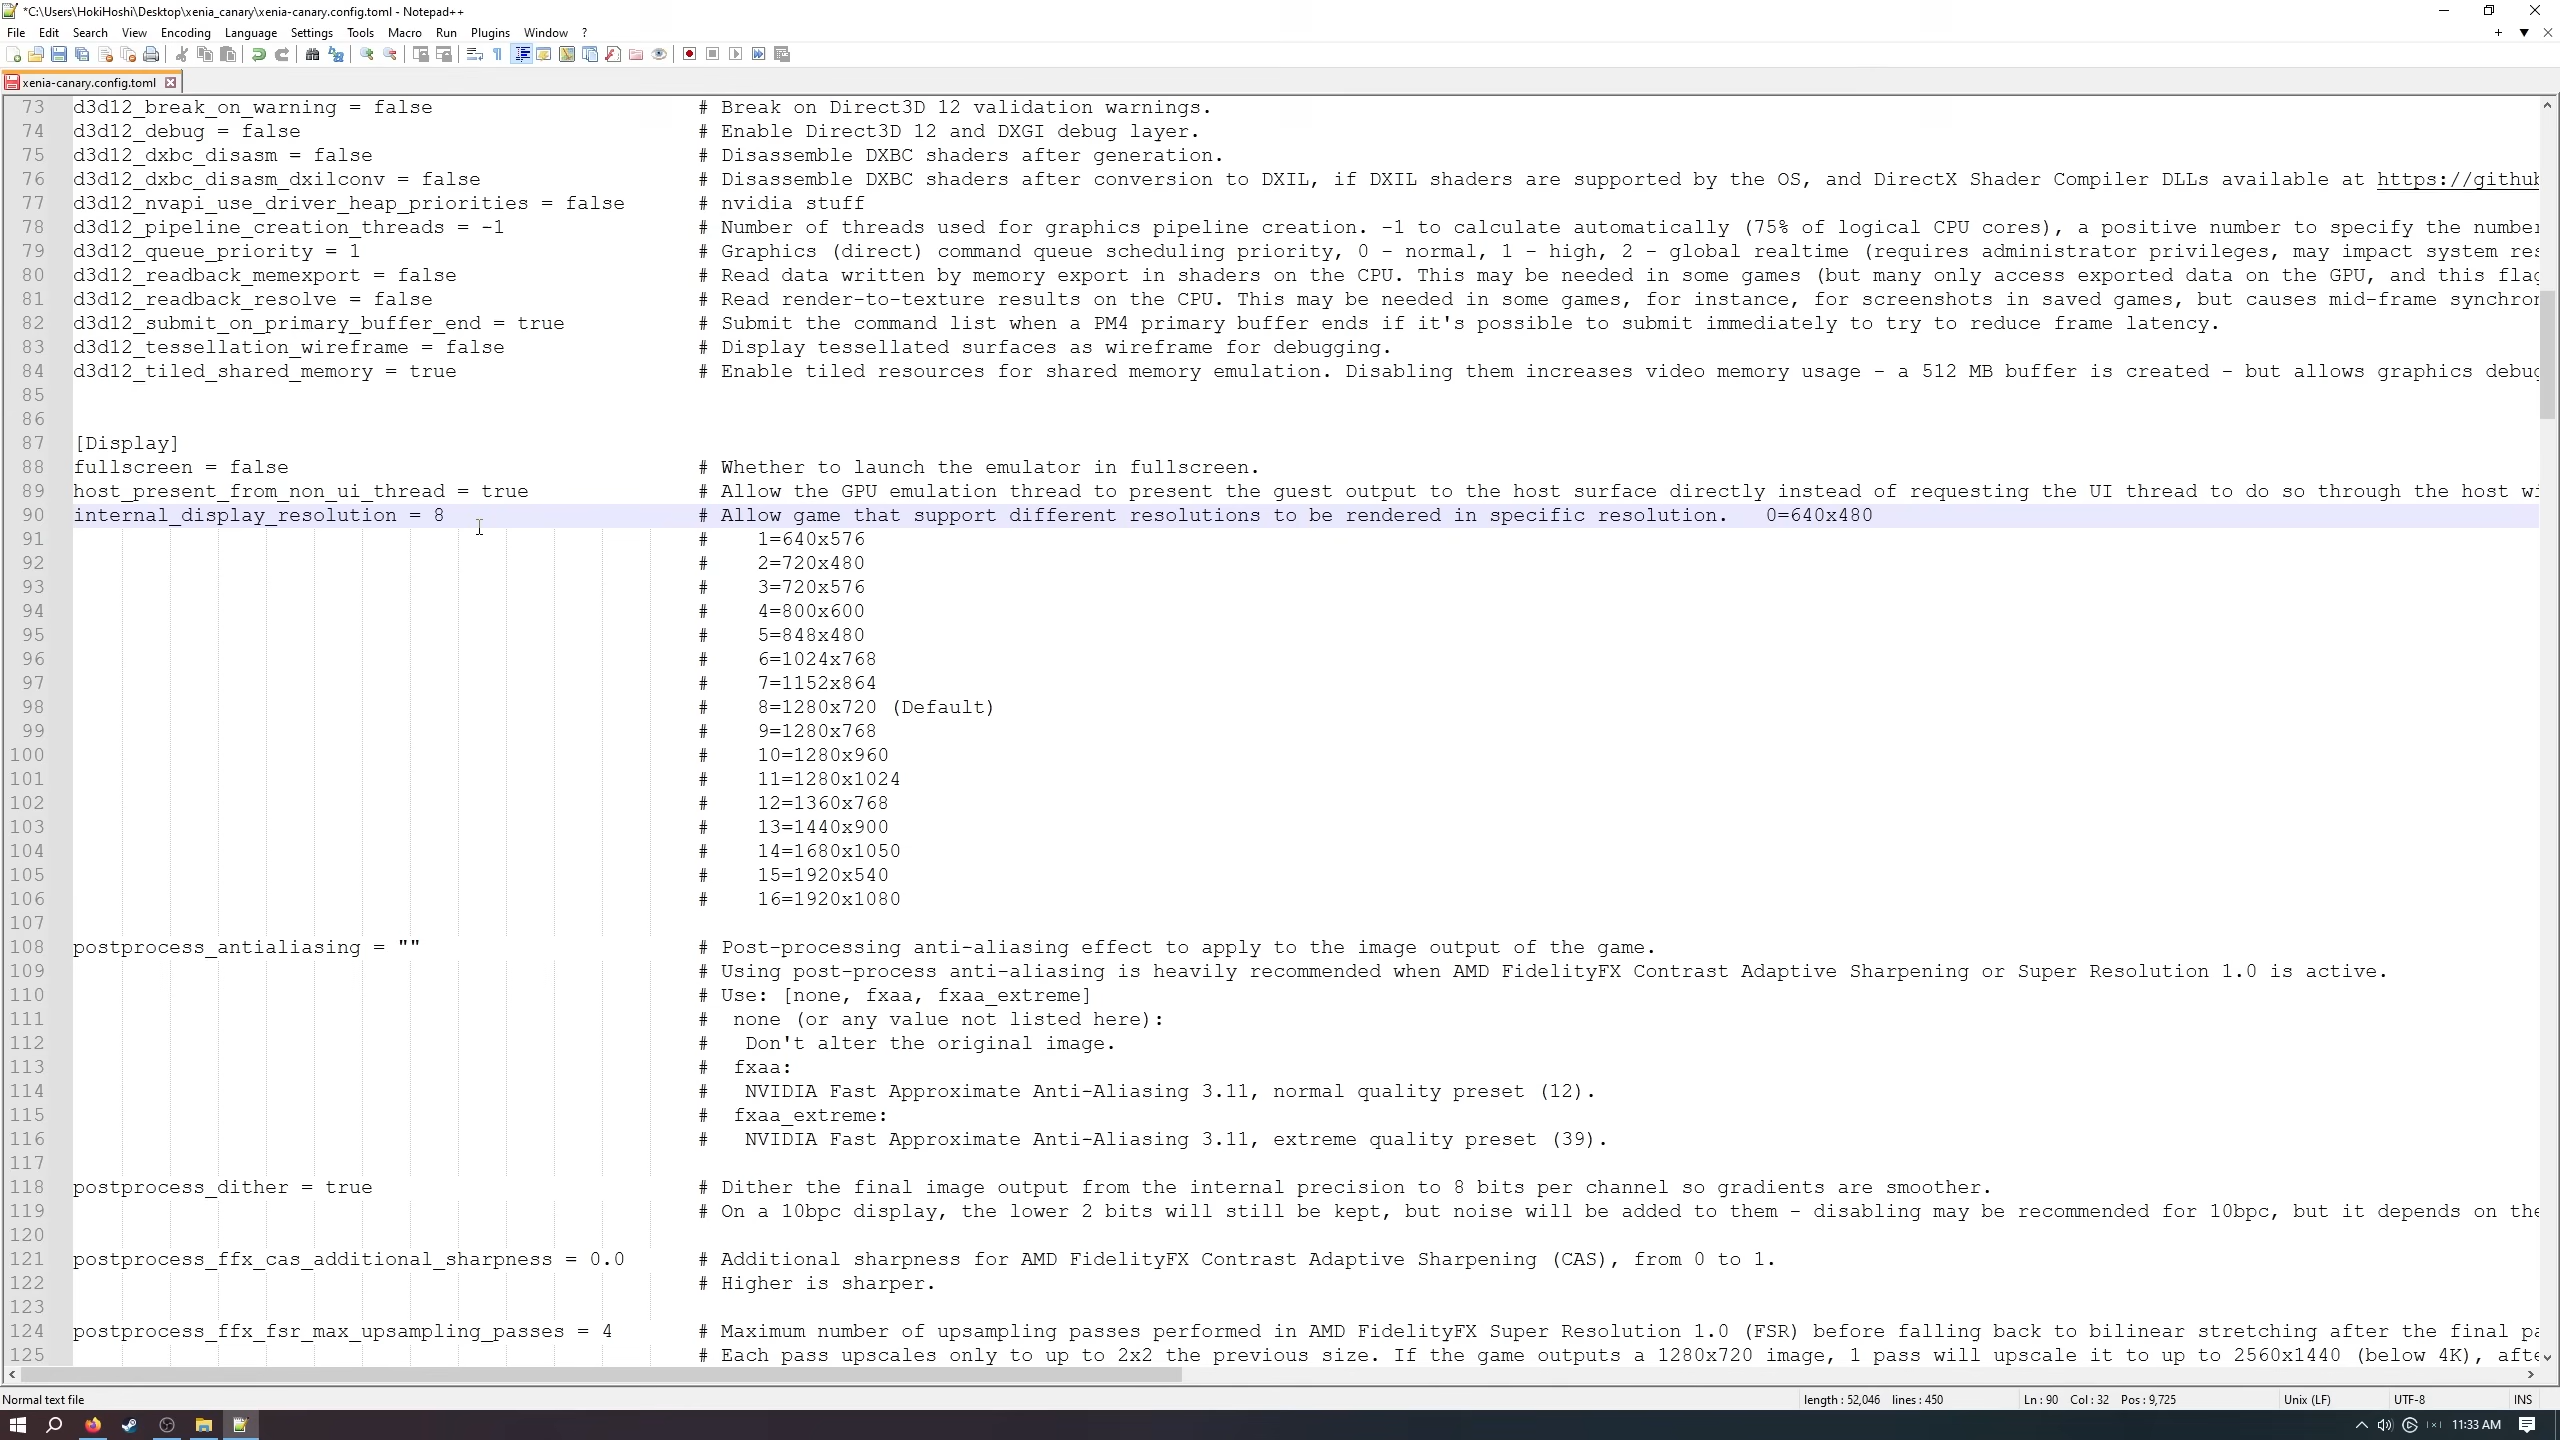 *C:\Users\HokiHoshi\Desktop\xenia_canary\xenia-canary.config.toml - Notepad++
File Edit Search View Encoding Language Settings Tools Macro Run Plugins Window ?
xenia-canary.config.toml
73 d3d12_break_on_warning = false # Break on Direct3D 12 validation warnings.
74 d3d12_debug = false # Enable Direct3D 12 and DXGI debug layer.
75 d3d12_dxbc_disasm = false # Disassemble DXBC shaders after generation.
76 d3d12_dxbc_disasm_dxilconv = false # Disassemble DXBC shaders after conversion to DXIL, if DXIL shaders are supported by the OS, and DirectX Shader Compiler DLLs available at https://github
77 d3d12_nvapi_use_driver_heap_priorities = false # nvidia stuff
78 d3d12_pipeline_creation_threads = -1 # Number of threads used for graphics pipeline creation. -1 to calculate automatically (75% of logical CPU cores), a positive number to specify the number
79 d3d12_queue_priority = 1 # Graphics (direct) command queue scheduling priority, 0 - normal, 1 - high, 2 - global realtime (requires administrator privileges, may impact system res
80 d3d12_readback_memexport = false # Read data written by memory export in shaders on the CPU. This may be needed in some games (but many only access exported data on the GPU, and this flag
81 d3d12_readback_resolve = false # Read render-to-texture results on the CPU. This may be needed in some games, for instance, for screenshots in saved games, but causes mid-frame synchron
82 d3d12_submit_on_primary_buffer_end = true # Submit the command list when a PM4 primary buffer ends if it's possible to submit immediately to try to reduce frame latency.
83 d3d12_tessellation_wireframe = false # Display tessellated surfaces as wireframe for debugging.
84 d3d12_tiled_shared_memory = true # Enable tiled resources for shared memory emulation. Disabling them increases video memory usage - a 512 MB buffer is created - but allows graphics debug
85
86
87 [Display]
88 fullscreen = false # Whether to launch the emulator in fullscreen.
89 host_present_from_non_ui_thread = true # Allow the GPU emulation thread to present the guest output to the host surface directly instead of requesting the UI thread to do so through the host wi
90 internal_display_resolution = 8 # Allow game that support different resolutions to be rendered in specific resolution. 0=640x480
91 # 1=640x576
92 # 2=720x480
93 # 3=720x576
94 # 4=800x600
95 # 5=848x480
96 # 6=1024x768
97 # 7=1152x864
98 # 8=1280x720 (Default)
99 # 9=1280x768
100 # 10=1280x960
101 # 11=1280x1024
102 # 12=1360x768
103 # 13=1440x900
104 # 14=1680x1050
105 # 15=1920x540
106 # 16=1920x1080
107
108 postprocess_antialiasing = "" # Post-processing anti-aliasing effect to apply to the image output of the game.
109 # Using post-process anti-aliasing is heavily recommended when AMD FidelityFX Contrast Adaptive Sharpening or Super Resolution 1.0 is active.
110 # Use: [none, fxaa, fxaa_extreme]
111 # none (or any value not listed here):
112 # Don't alter the original image.
113 # fxaa:
114 # NVIDIA Fast Approximate Anti-Aliasing 3.11, normal quality preset (12).
115 # fxaa_extreme:
116 # NVIDIA Fast Approximate Anti-Aliasing 3.11, extreme quality preset (39).
117
118 postprocess_dither = true # Dither the final image output from the internal precision to 8 bits per channel so gradients are smoother.
119 # On a 10bpc display, the lower 2 bits will still be kept, but noise will be added to them - disabling may be recommended for 10bpc, but it depends on the
120
121 postprocess_ffx_cas_additional_sharpness = 0.0 # Additional sharpness for AMD FidelityFX Contrast Adaptive Sharpening (CAS), from 0 to 1.
122 # Higher is sharper.
123
124 postprocess_ffx_fsr_max_upsampling_passes = 4 # Maximum number of upsampling passes performed in AMD FidelityFX Super Resolution 1.0 (FSR) before falling back to bilinear stretching after the final pa
125 # Each pass upscales only to up to 2x2 the previous size. If the game outputs a 1280x720 image, 1 pass will upscale it to up to 2560x1440 (below 4K), afte
Normal text file length : 52,046 lines : 450 Ln : 90 Col : 32 Pos : 9,725 Unix (LF) UTF-8 INS
11:33 AM